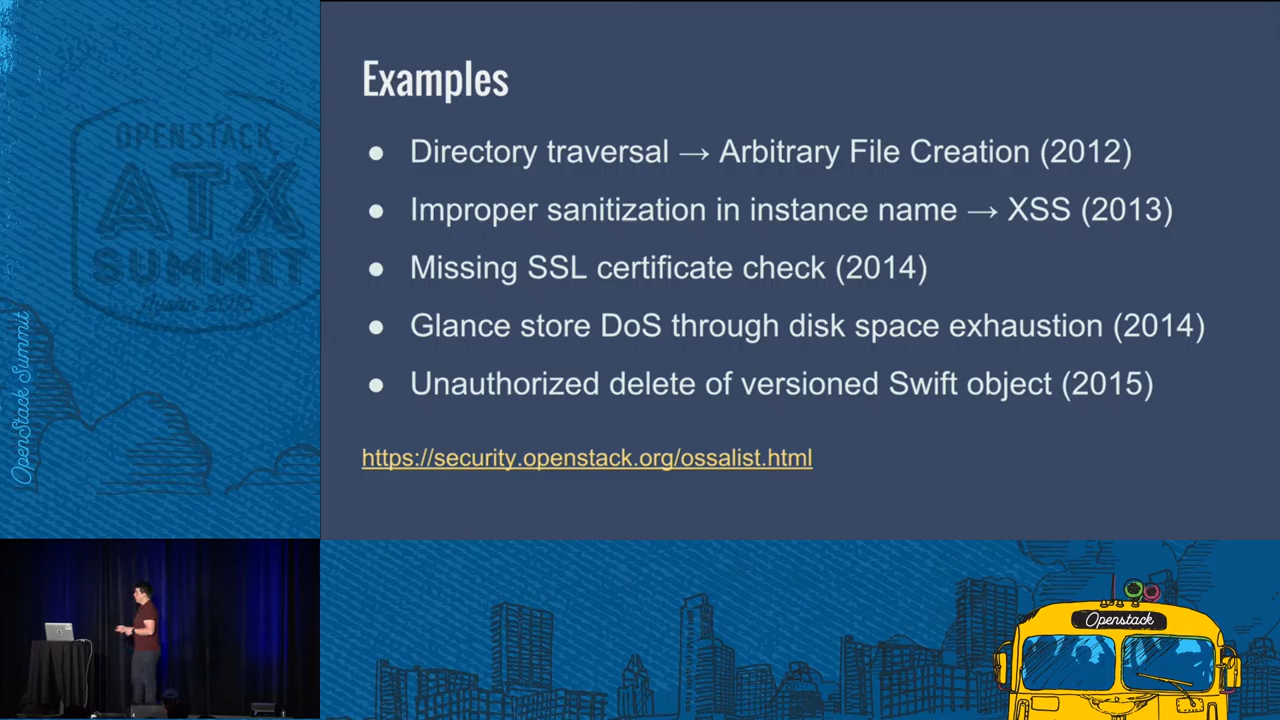 Examples
● Directory traversal → Arbitrary File Creation (2012)
● Improper sanitization in instance name → XSS (2013)
● Missing SSL certificate check (2014)
● Glance store DoS through disk space exhaustion (2014)
● Unauthorized delete of versioned Swift object (2015)
https://security.openstack.org/ossalist.html
OPENSTACK
ATX
SUMMIT
Austin 2016
OpenStack Summit
Openstack